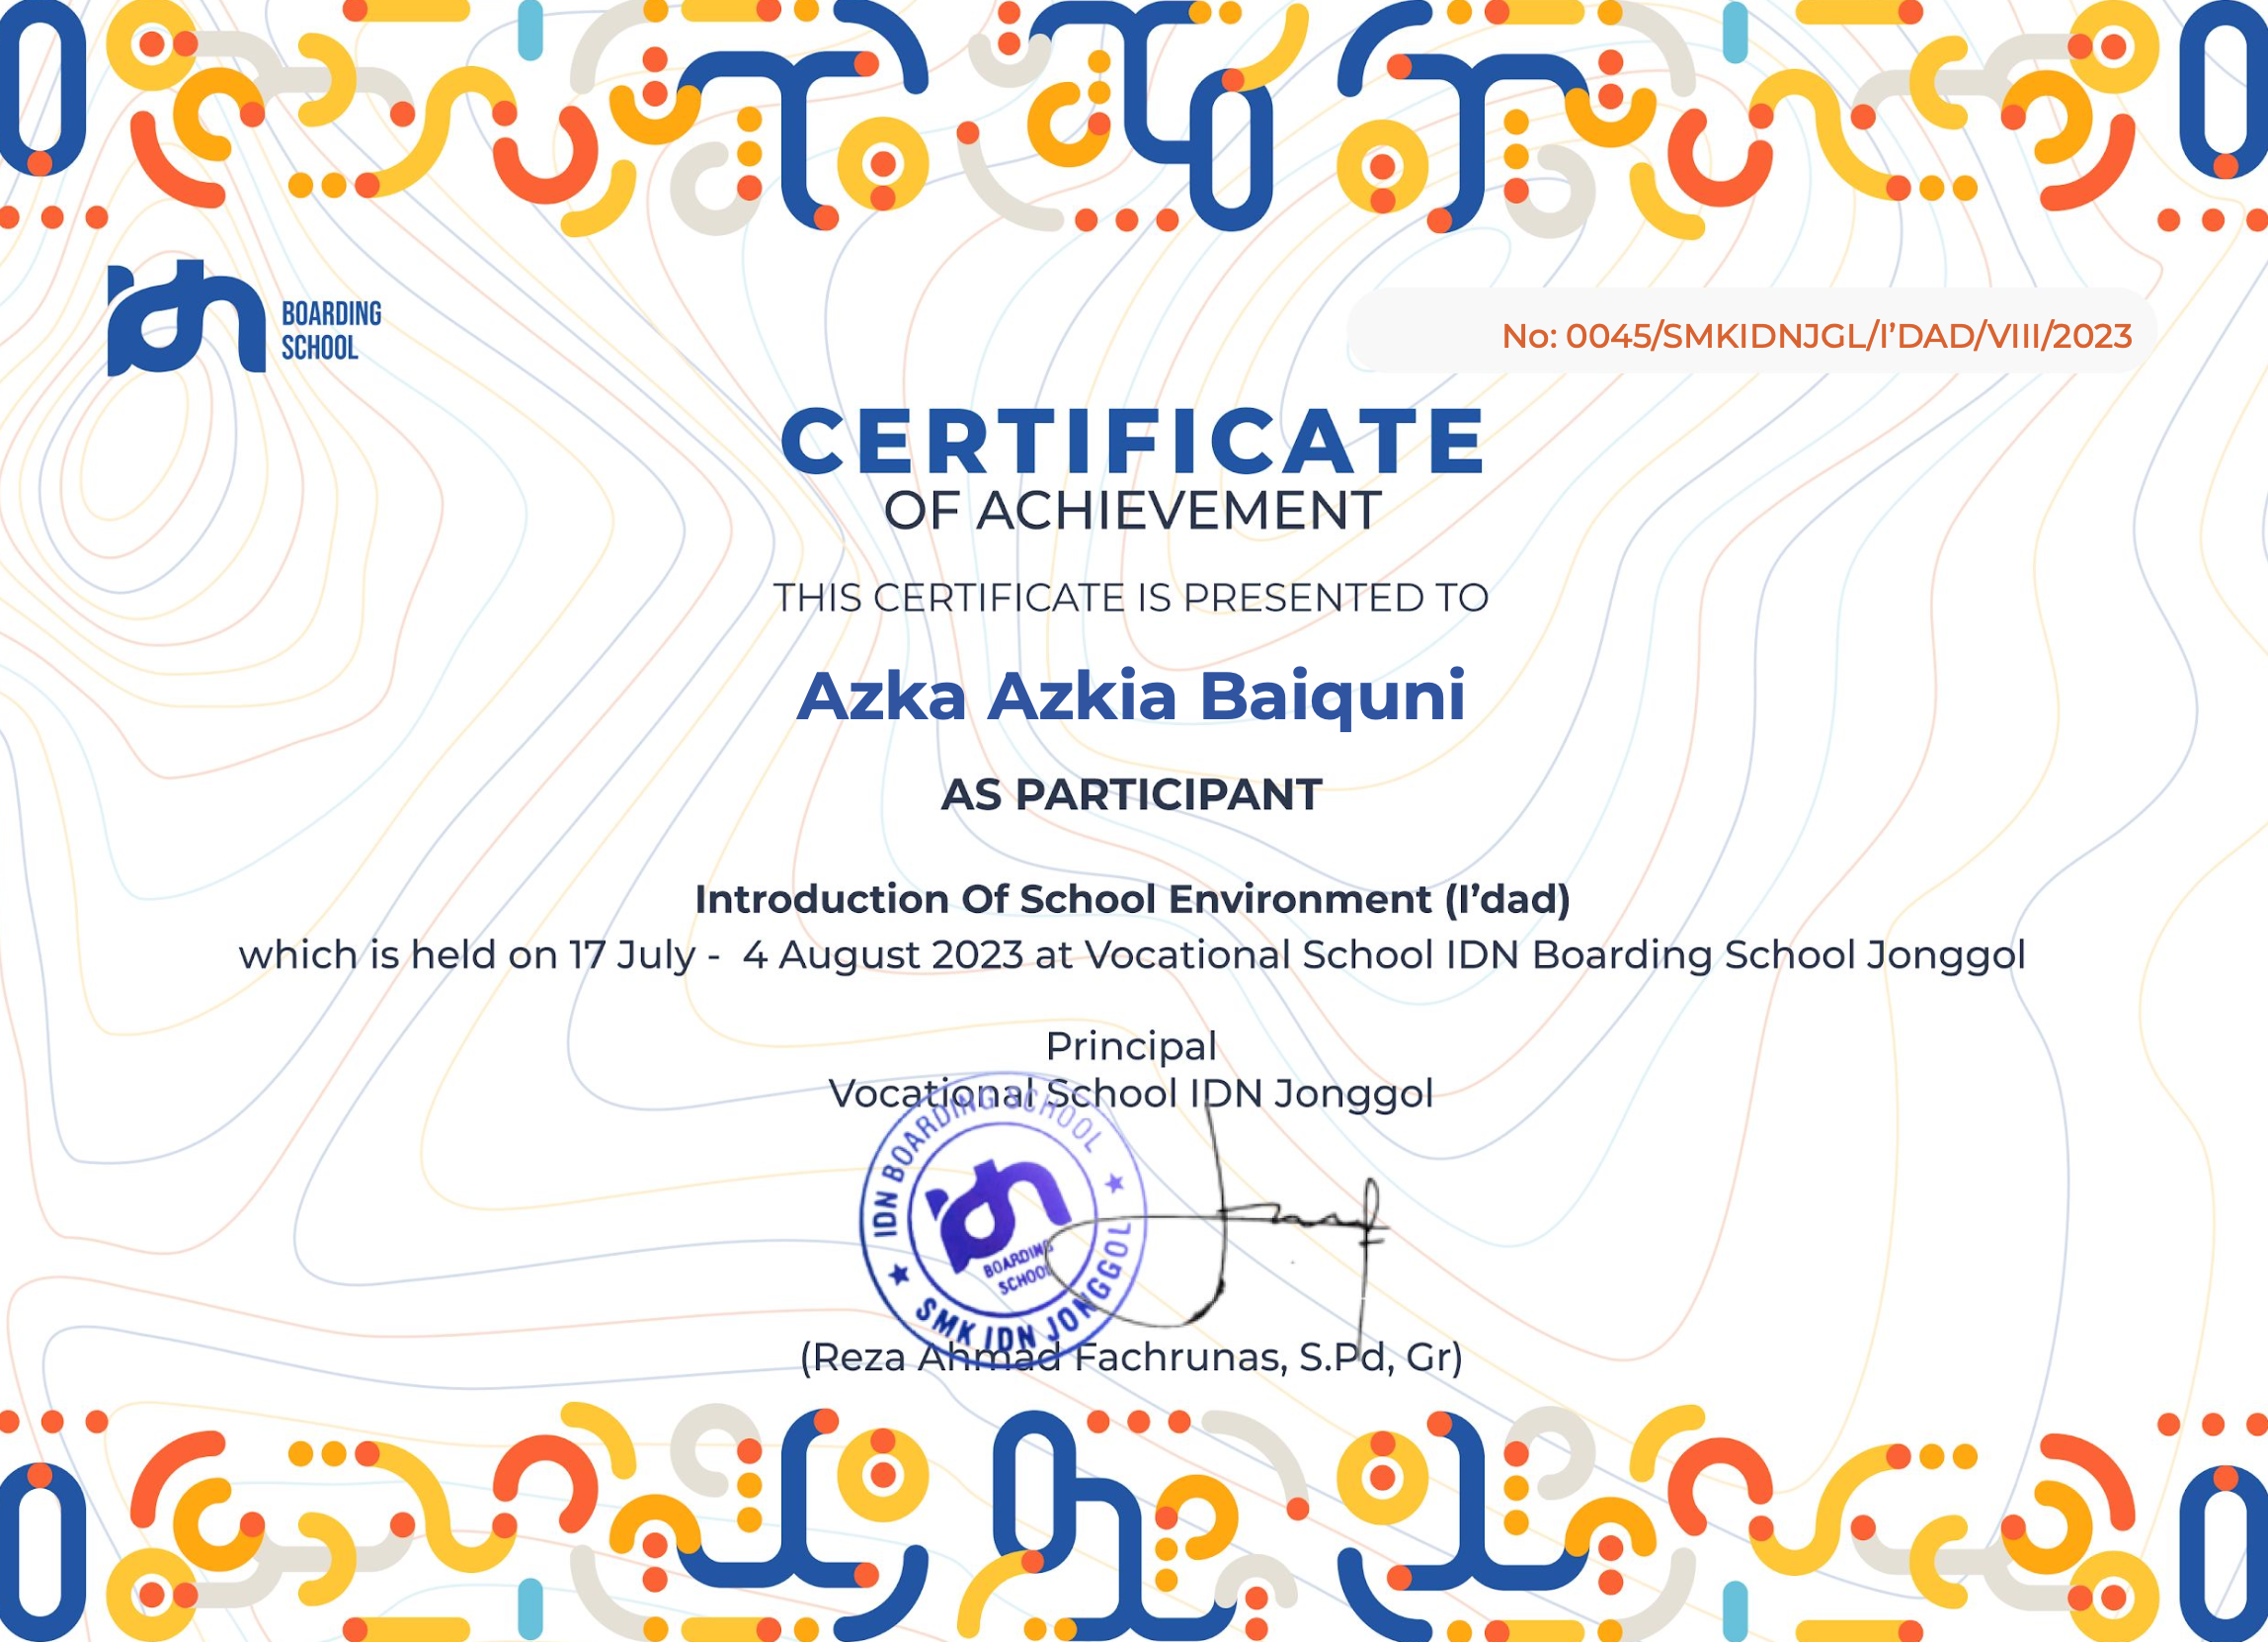 idn BOARDING
SCHOOL
No: 0045/SMKIDNJGL/I'DAD/VIII/2023
CERTIFICATE
OF ACHIEVEMENT
THIS CERTIFICATE IS PRESENTED TO
Azka Azkia Baiquni
AS PARTICIPANT
Introduction Of School Environment (I'dad)
which is held on 17 July - 4 August 2023 at Vocational School IDN Boarding School Jonggol
Principal
Vocational School IDN Jonggol
IDN BOARDING SCHOOL
idn
BOARDING
SCHOOL
SMK IDN JONGGOL
(Reza Ahmad Fachrunas, S.Pd, Gr)